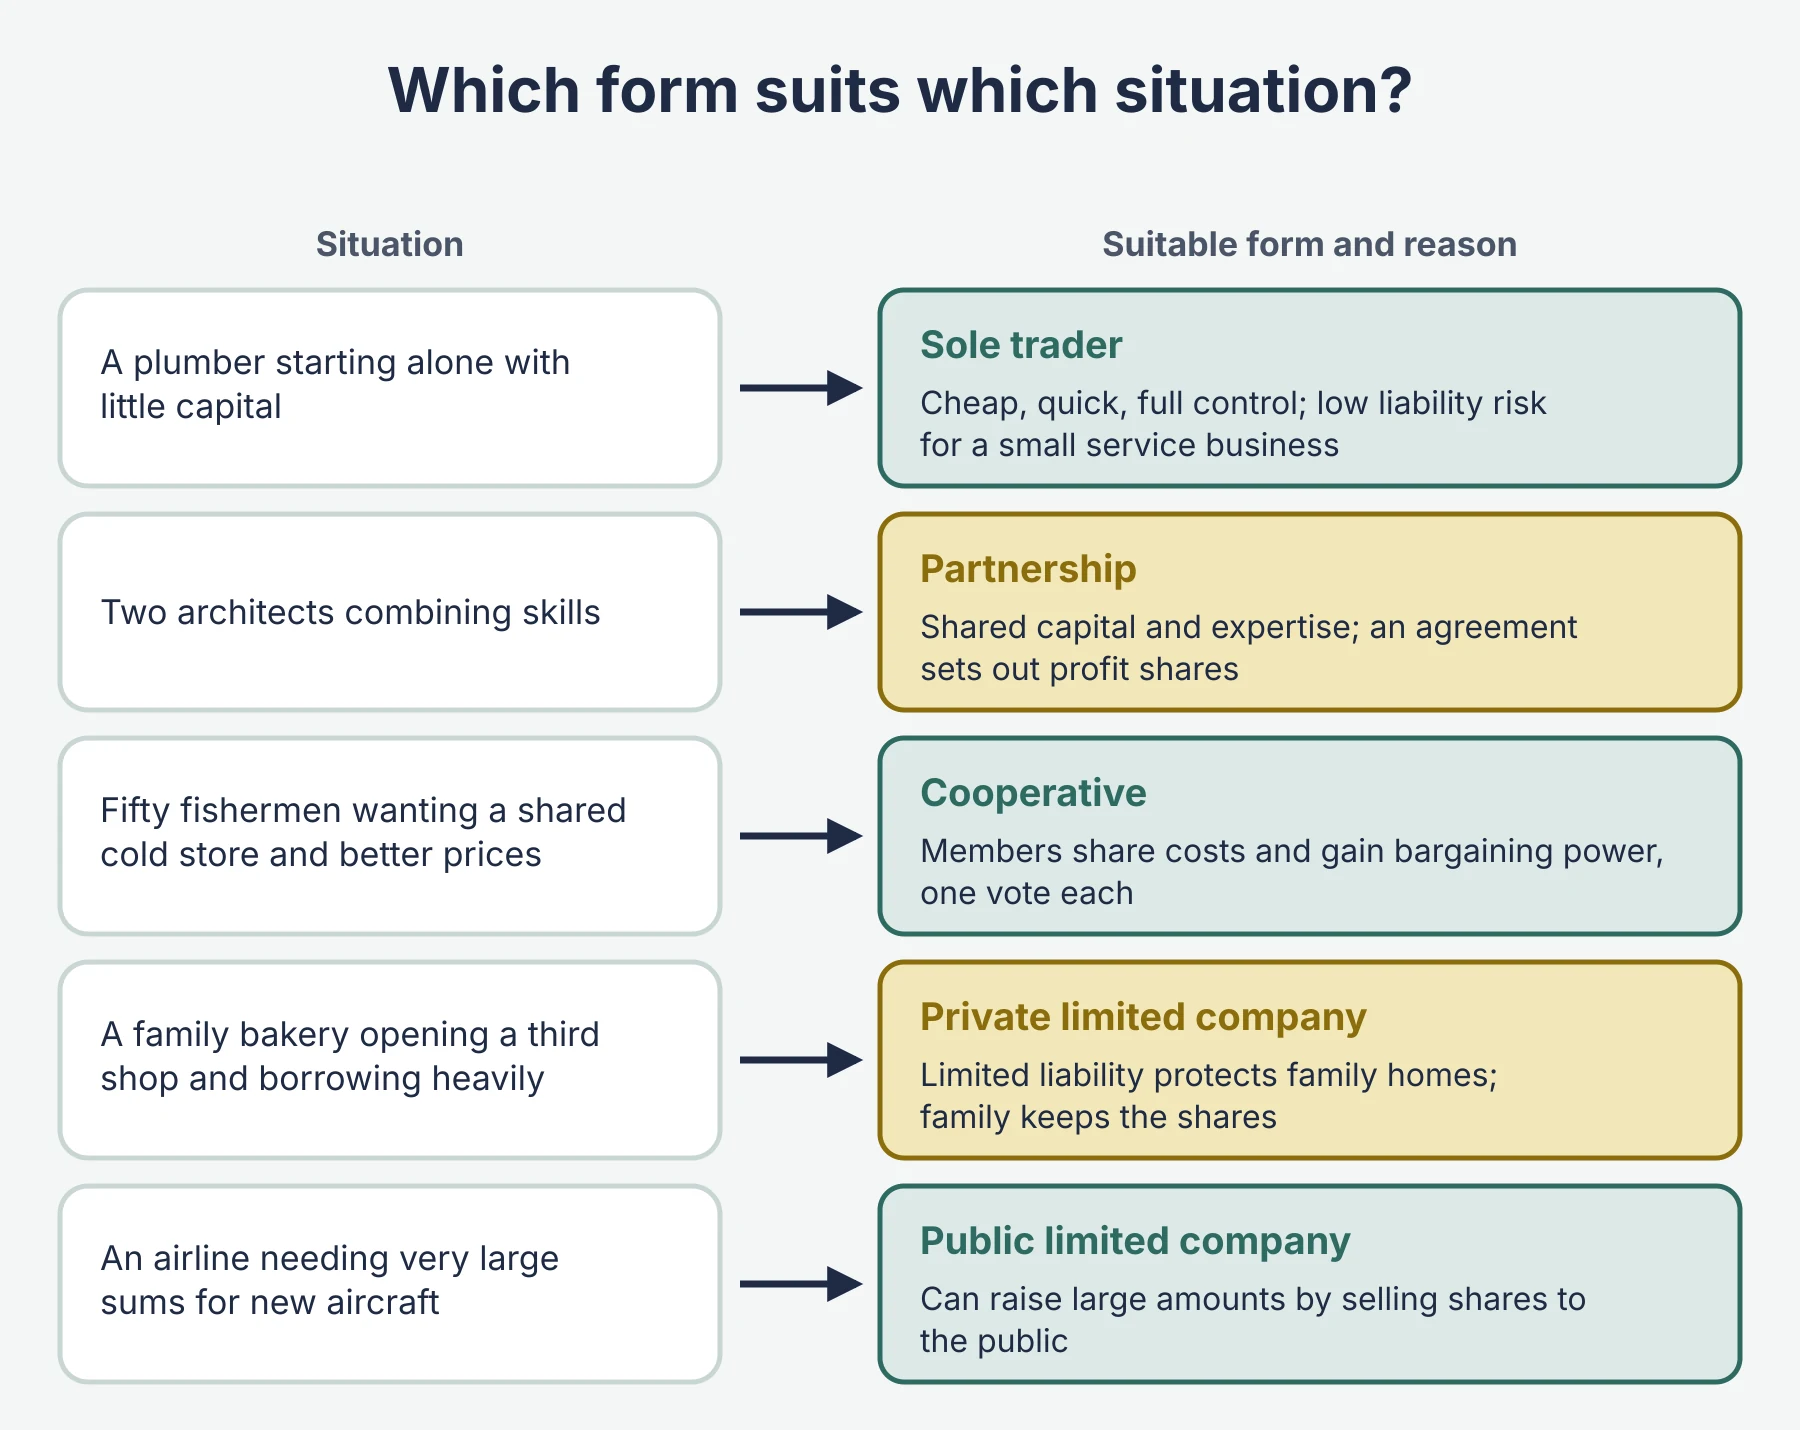 Which form suits which situation?
Situation
Suitable form and reason
A plumber starting alone with
little capital
Sole trader
Cheap, quick, full control; low liability risk
for a small service business
Two architects combining skills
Partnership
Shared capital and expertise; an agreement
sets out profit shares
Fifty fishermen wanting a shared
cold store and better prices
Cooperative
Members share costs and gain bargaining power,
one vote each
A family bakery opening a third
shop and borrowing heavily
Private limited company
Limited liability protects family homes;
family keeps the shares
An airline needing very large
sums for new aircraft
Public limited company
Can raise large amounts by selling shares to
the public